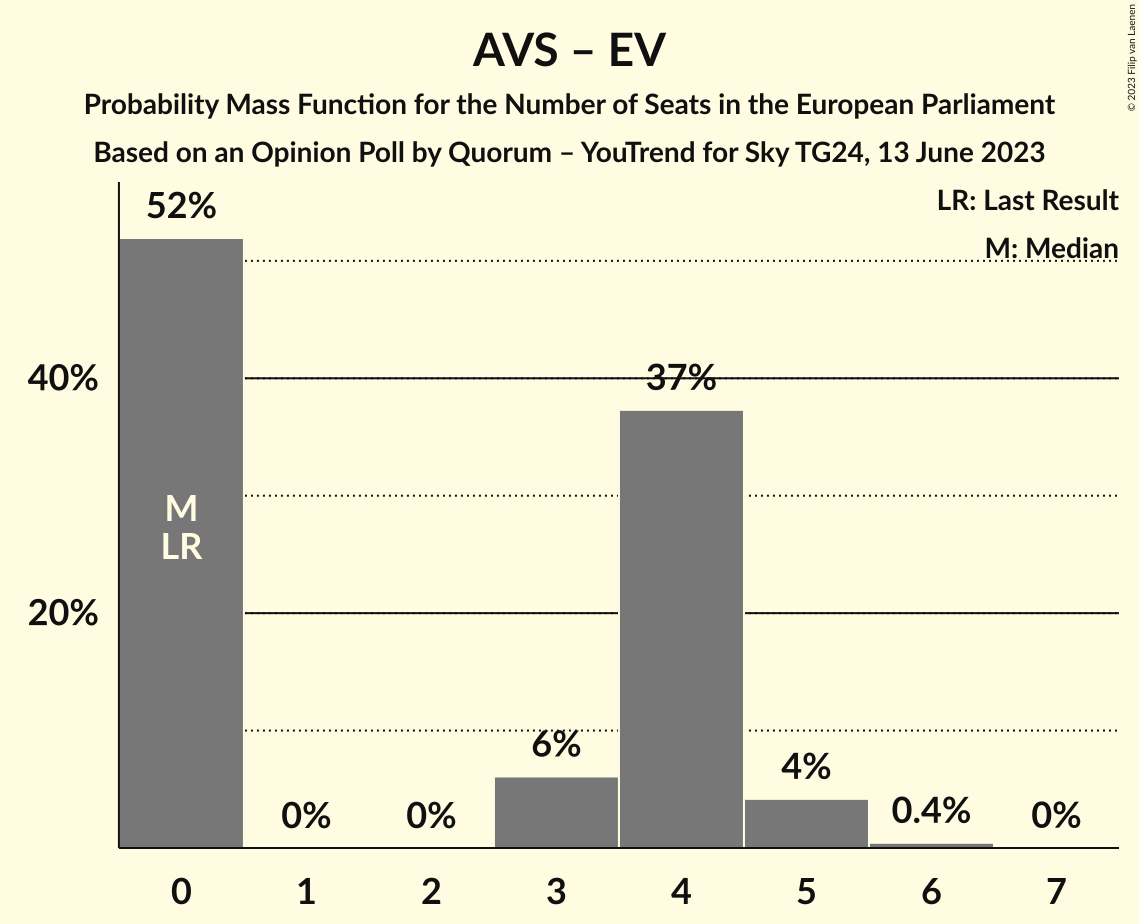 AVS – EV
Probability Mass Function for the Number of Seats in the European Parliament
Based on an Opinion Poll by Quorum – YouTrend for Sky TG24, 13 June 2023
© 2023 Filip van Laenen
LR: Last Result
M: Median
52%
40%
37%
M
LR
20%
6%
4%
0%
0%
0.4%
0%
0 1 2 3 4 5 6 7